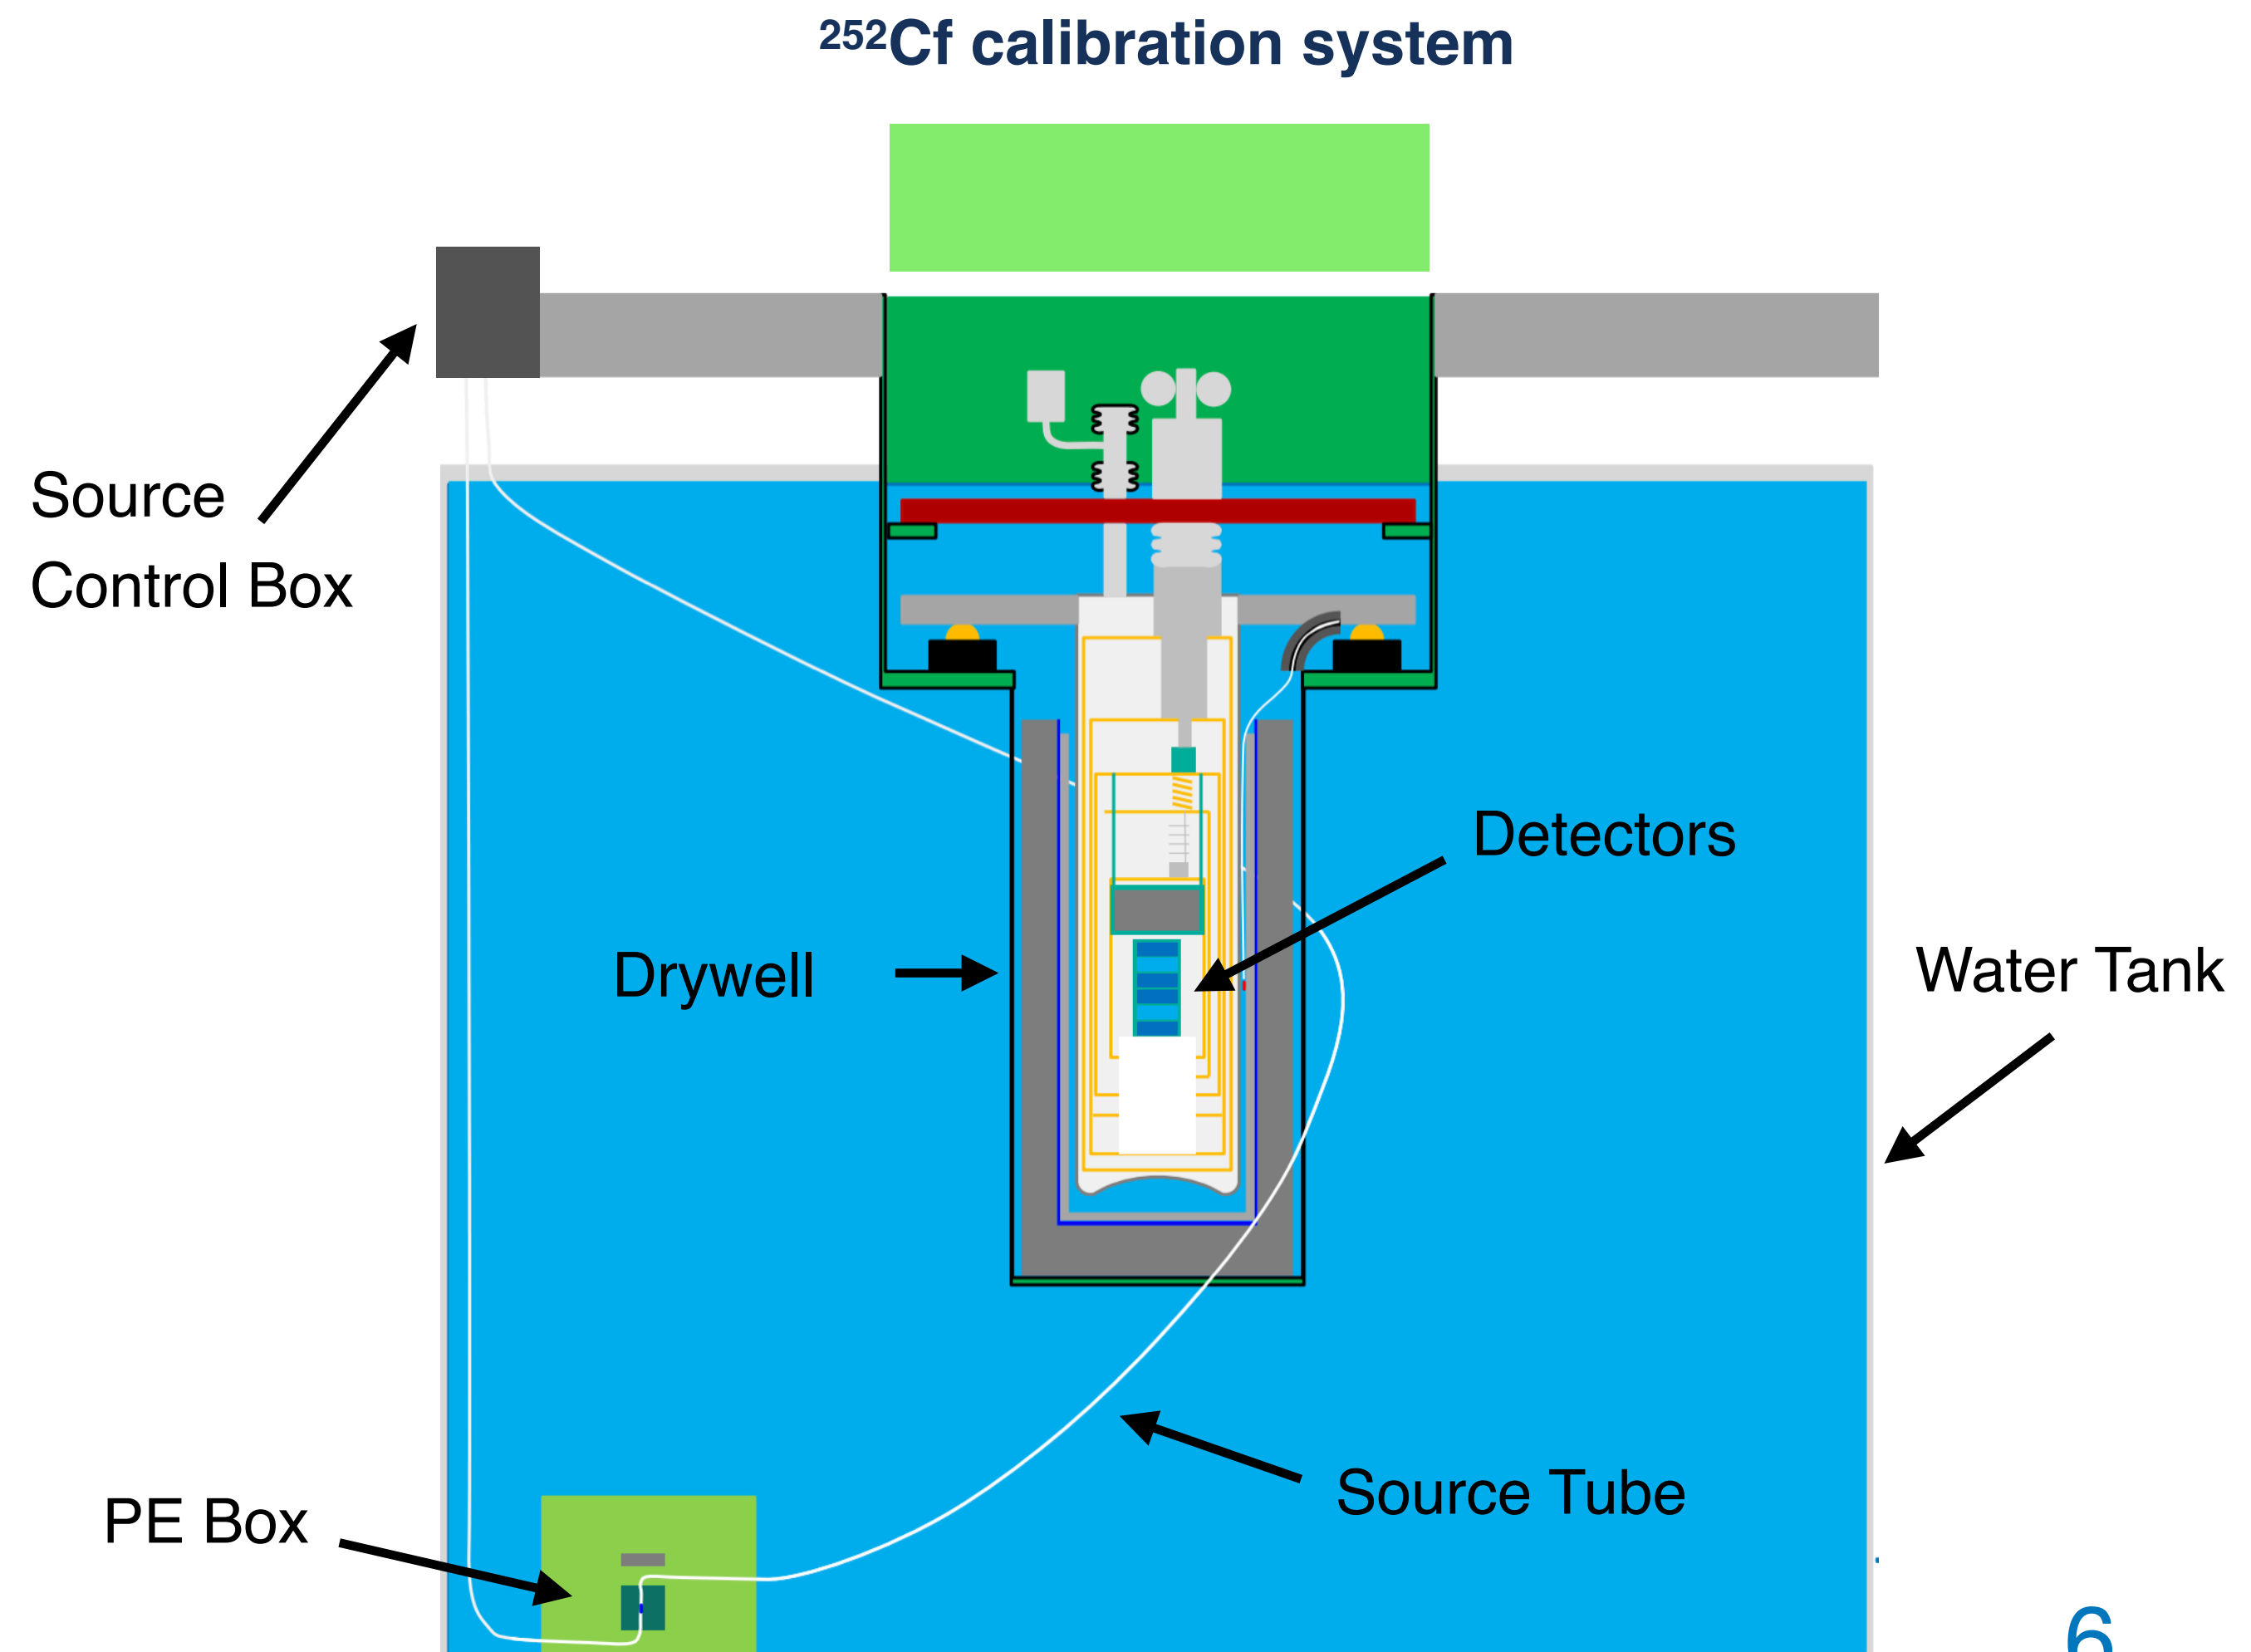 ²⁵²Cf calibration system
Source
Control Box
Detectors
Drywell
Water Tank
Source Tube
PE Box
6